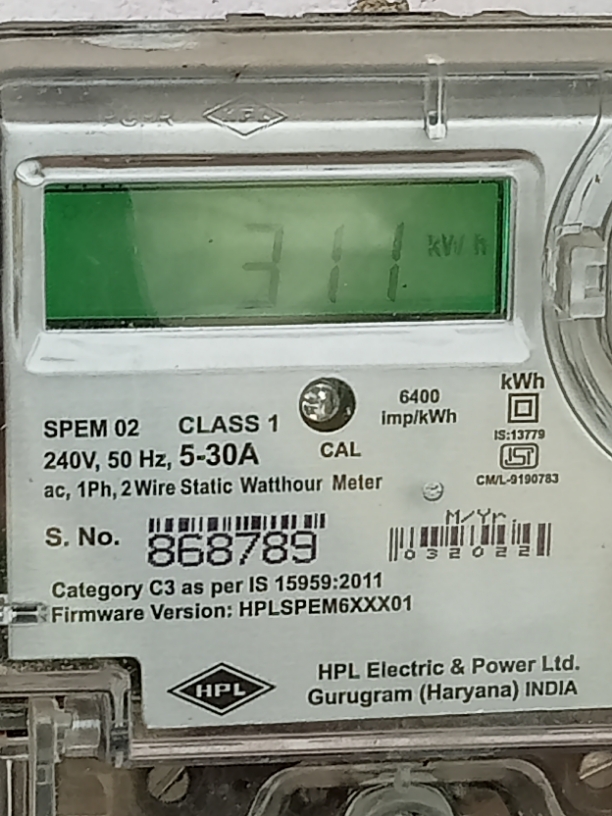 HPL
311 kWh
SPEM 02 CLASS 1
240V, 50 Hz, 5-30A
CAL
6400
imp/kWh
kWh
IS:13779
ISI
CM/L-9190783
ac, 1Ph, 2 Wire Static Watthour Meter
S. No. 868789
M/Yr.
032022
Category C3 as per IS 15959:2011
Firmware Version: HPLSPEM6XXX01
HPL
HPL Electric & Power Ltd.
Gurugram (Haryana) INDIA